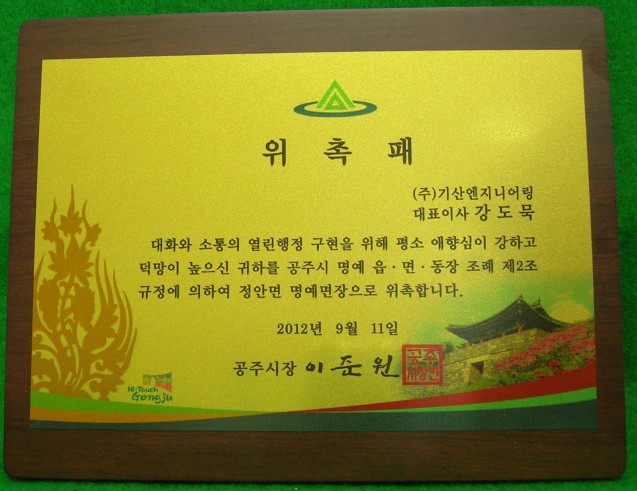 위 촉 패
(주)기산엔지니어링
대표이사 강도묵
대화와 소통의 열린행정 구현을 위해 평소 애향심이 강하고
덕망이 높으신 귀하를 공주시 명예 읍·면·동장 조례 제2조
규정에 의하여 정안면 명예면장으로 위촉합니다.
2012년 9월 11일
공주시장 이준원
Hi-Touch
Gongju